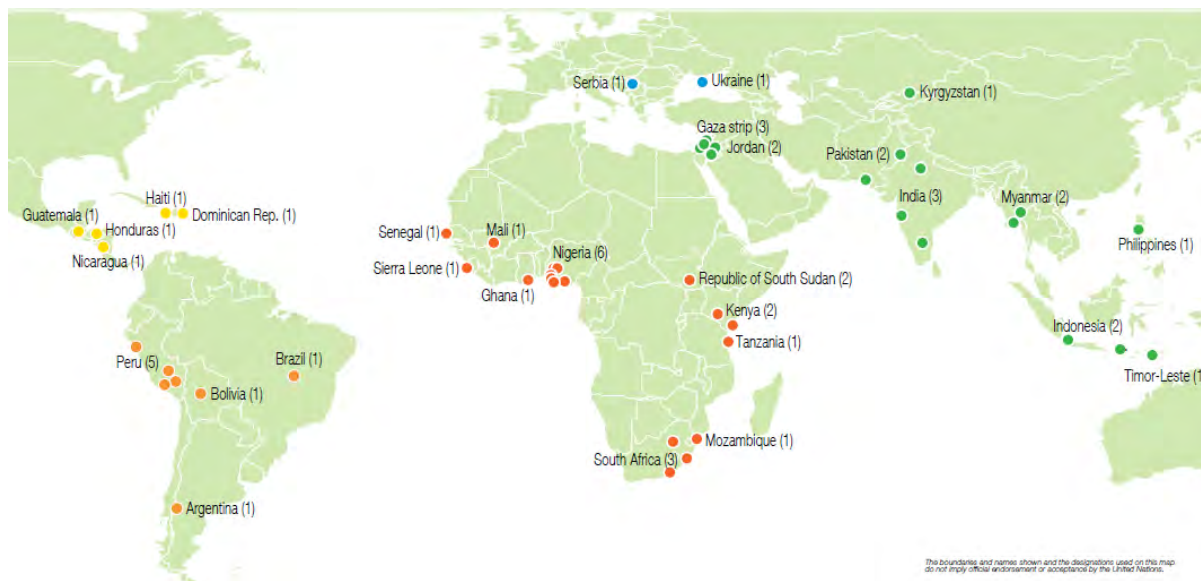 Serbia (1)
Ukraine (1)
Kyrgyzstan (1)
Gaza strip (3)
Jordan (2)
Pakistan (2)
India (3)
Myanmar (2)
Philippines (1)
Haiti (1)
Dominican Rep. (1)
Guatemala (1)
Honduras (1)
Nicaragua (1)
Senegal (1)
Mali (1)
Nigeria (6)
Sierra Leone (1)
Ghana (1)
Republic of South Sudan (2)
Kenya (2)
Tanzania (1)
Indonesia (2)
Timor-Leste (1
Peru (5)
Brazil (1)
Bolivia (1)
Mozambique (1)
South Africa (3)
Argentina (1)
The boundaries and names shown and the designations used on this map
do not imply official endorsement or acceptance by the United Nations.